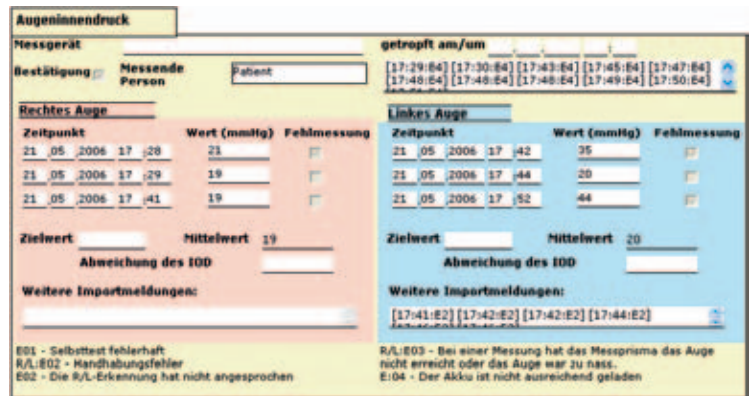 Augeninnendruck
Messgerät
getropft am/um
Bestätigung
Messende Person
Patient
[17:29:E4] [17:30:E4] [17:43:E4] [17:45:E4] [17:47:E4]
[17:48:E4] [17:48:E4] [17:48:E4] [17:49:E4] [17:50:E4]
Rechtes Auge
Zeitpunkt Wert (mmHg) Fehlmessung
21 .05 .2006 17 :28 21
21 .05 .2006 17 :29 19
21 .05 .2006 17 :41 19
Zielwert Mittelwert 19
Abweichung des IOD
Weitere Importmeldungen:
Linkes Auge
Zeitpunkt Wert (mmHg) Fehlmessung
21 .05 .2006 17 :42 35
21 .05 .2006 17 :44 20
21 .05 .2006 17 :52 44
Zielwert Mittelwert 20
Abweichung des IOD
Weitere Importmeldungen:
[17:41:E2] [17:42:E2] [17:42:E2] [17:44:E2]
E01 - Selbsttest fehlerhaft
R/L:E02 - Handhabungsfehler
E02 - Die R/L-Erkennung hat nicht angesprochen
R/L:E03 - Bei einer Messung hat das Messprisma das Auge
nicht erreicht oder das Auge war zu nass.
E:04 - Der Akku ist nicht ausreichend geladen